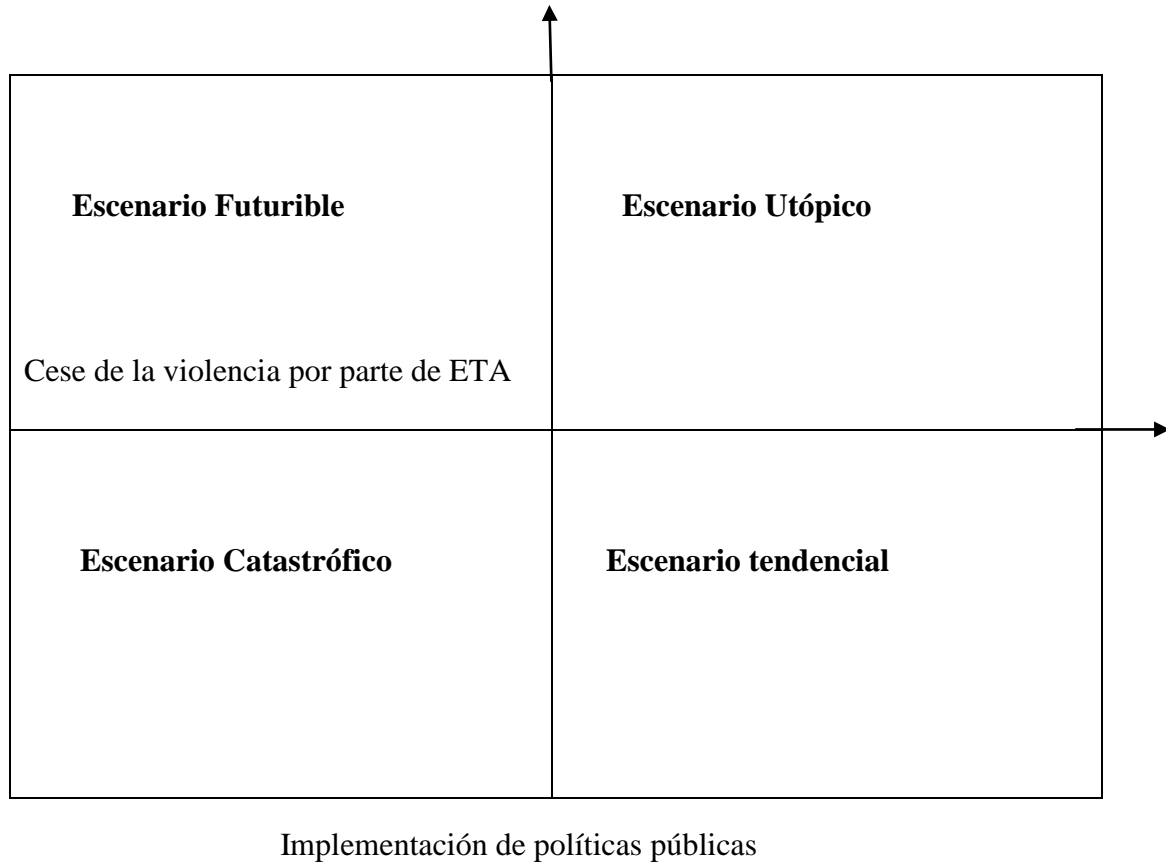 Escenario Futurible
Escenario Utópico
Cese de la violencia por parte de ETA
Escenario Catastrófico
Escenario tendencial
Implementación de políticas públicas